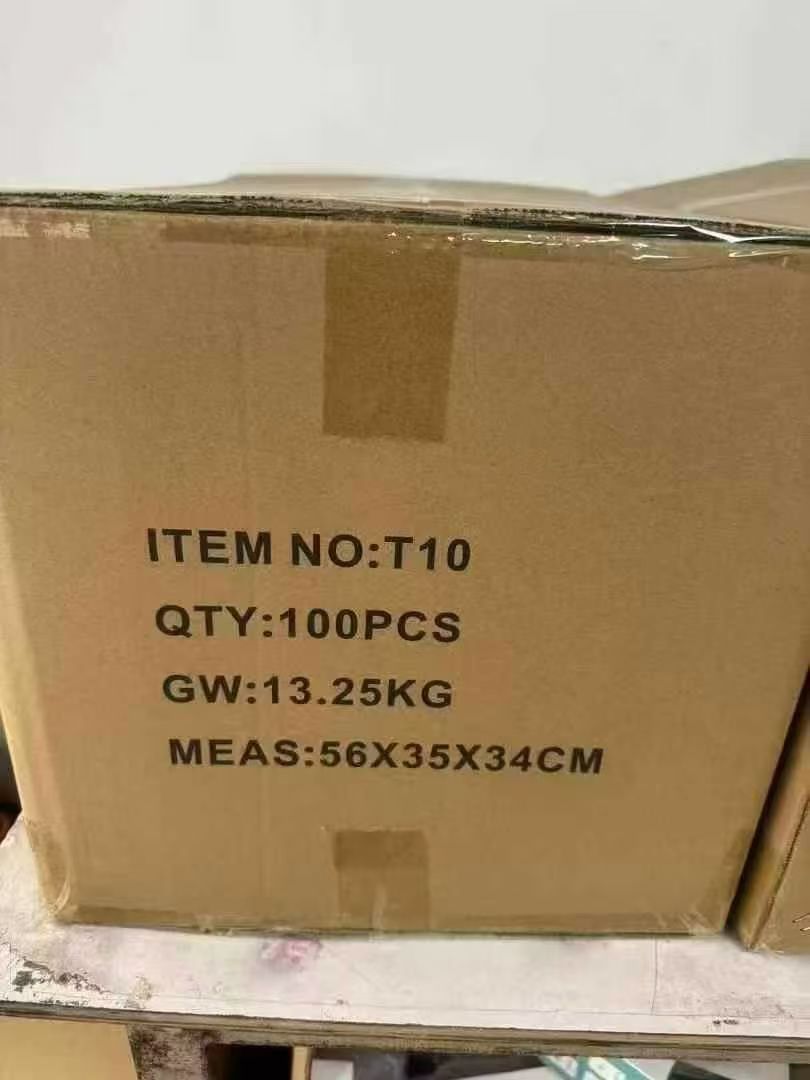 ITEM NO:T10
QTY:100PCS
GW:13.25KG
MEAS:56X35X34CM